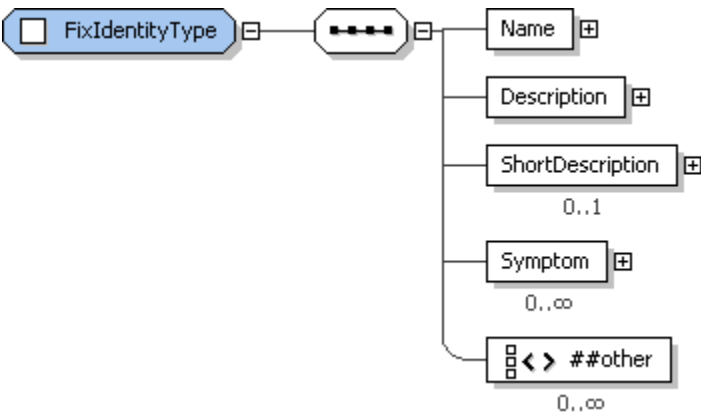 FixIdentityType
Name
Description
ShortDescription
0..1
Symptom
0..∞
##other
0..∞